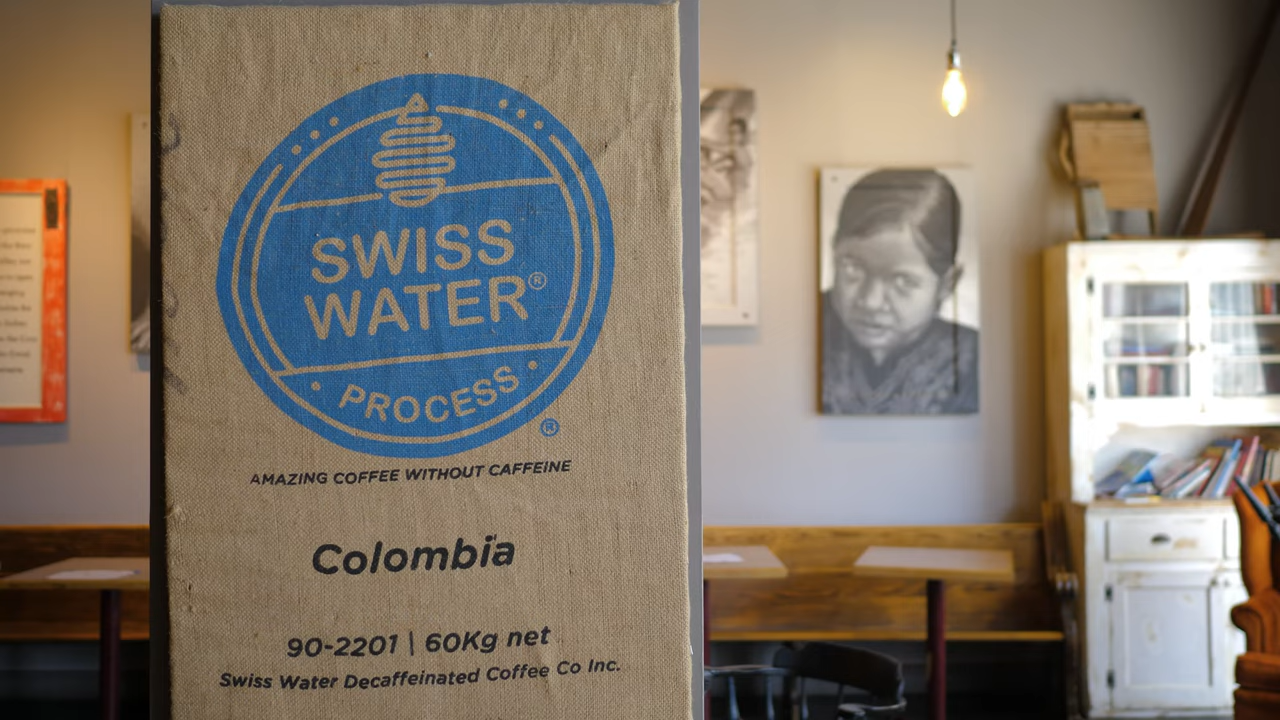 SWISS
WATER®
PROCESS
®
AMAZING COFFEE WITHOUT CAFFEINE
Colombia
90-2201 | 60Kg net
Swiss Water Decaffeinated Coffee Co Inc.